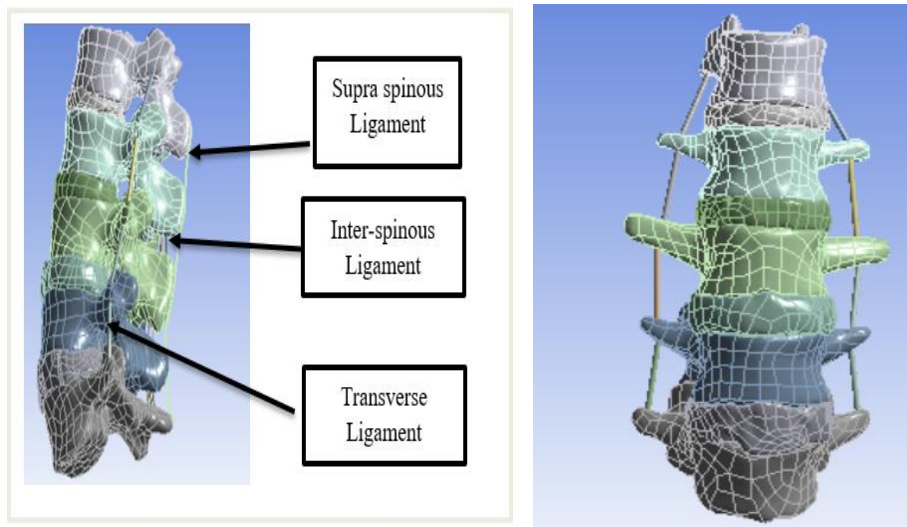 Supra spinous
Ligament
Inter-spinous
Ligament
Transverse
Ligament